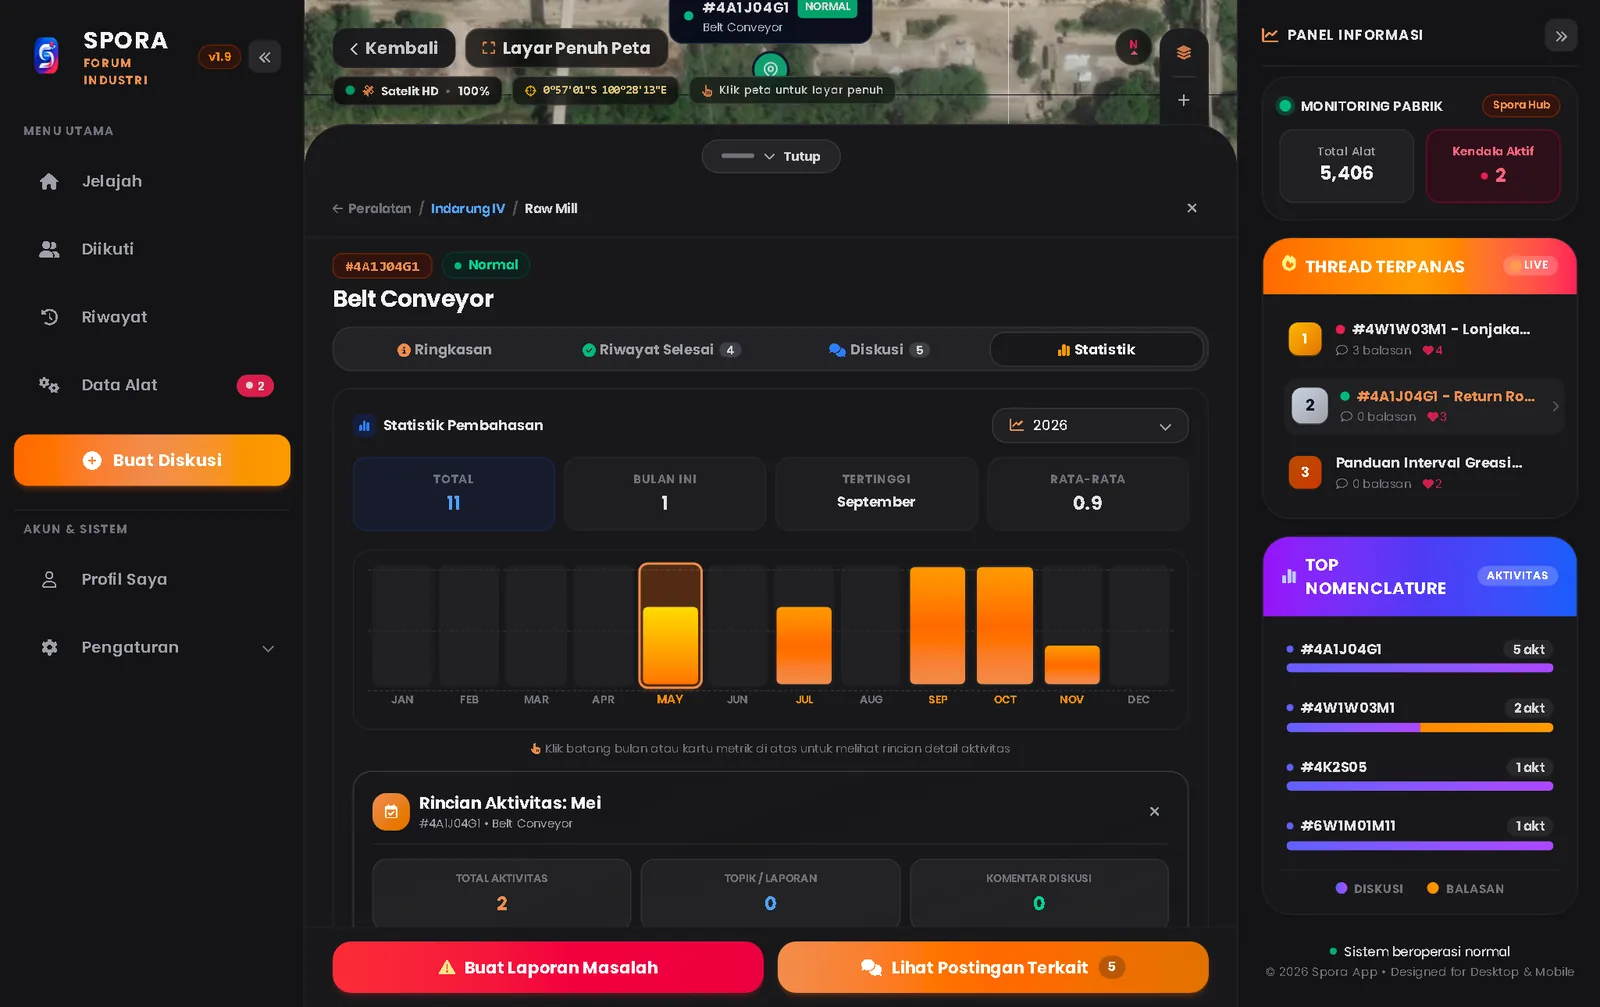 SPORA
FORUM
INDUSTRI
v1.9
MENU UTAMA
Jelajah
Diikuti
Riwayat
Data Alat
2
Buat Diskusi
AKUN & SISTEM
Profil Saya
Pengaturan
#4A1J04G1
NORMAL
Belt Conveyor
Kembali
Layar Penuh Peta
Satelit HD • 100%
0°57'01"S 100°28'13"E
Klik peta untuk layar penuh
N
Tutup
← Peralatan / Indarung IV / Raw Mill
#4A1J04G1
Normal
Belt Conveyor
Ringkasan
Riwayat Selesai 4
Diskusi 5
Statistik
Statistik Pembahasan
2026
TOTAL
11
BULAN INI
1
TERTINGGI
September
RATA-RATA
0.9
JAN FEB MAR APR MAY JUN JUL AUG SEP OCT NOV DEC
Klik batang bulan atau kartu metrik di atas untuk melihat rincian detail aktivitas
Rincian Aktivitas: Mei
#4A1J04G1 • Belt Conveyor
TOTAL AKTIVITAS
2
TOPIK / LAPORAN
0
KOMENTAR DISKUSI
0
Buat Laporan Masalah
Lihat Postingan Terkait 5
PANEL INFORMASI
MONITORING PABRIK
Spora Hub
Total Alat
5,406
Kendala Aktif
2
THREAD TERPANAS
LIVE
1
#4W1W03M1 - Lonjaka...
3 balasan 4
2
#4A1J04G1 - Return Ro...
0 balasan 3
3
Panduan Interval Greasi...
0 balasan 2
TOP
NOMENCLATURE
AKTIVITAS
#4A1J04G1
5 akt
#4W1W03M1
2 akt
#4K2S05
1 akt
#6W1M01M11
1 akt
DISKUSI
BALASAN
Sistem beroperasi normal
© 2026 Spora App • Designed for Desktop & Mobile